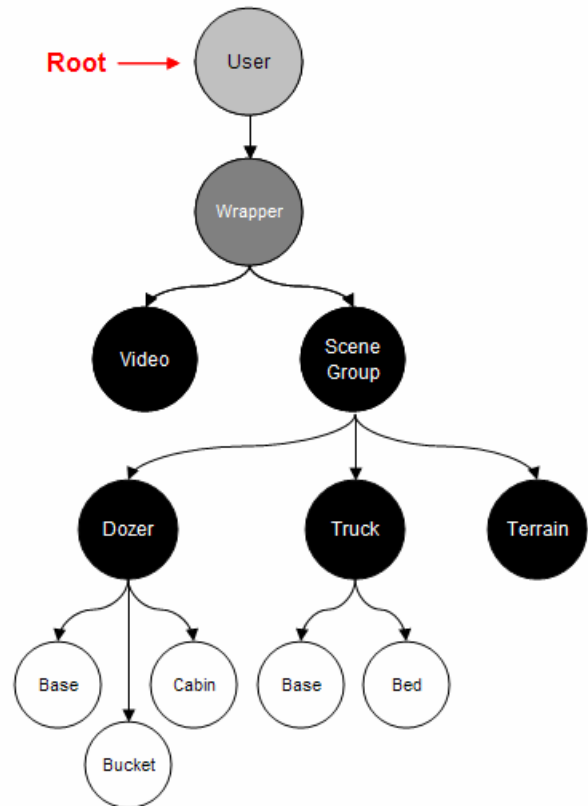 Root
User
Wrapper
Video
Scene
Group
Dozer
Truck
Terrain
Base
Cabin
Base
Bed
Bucket